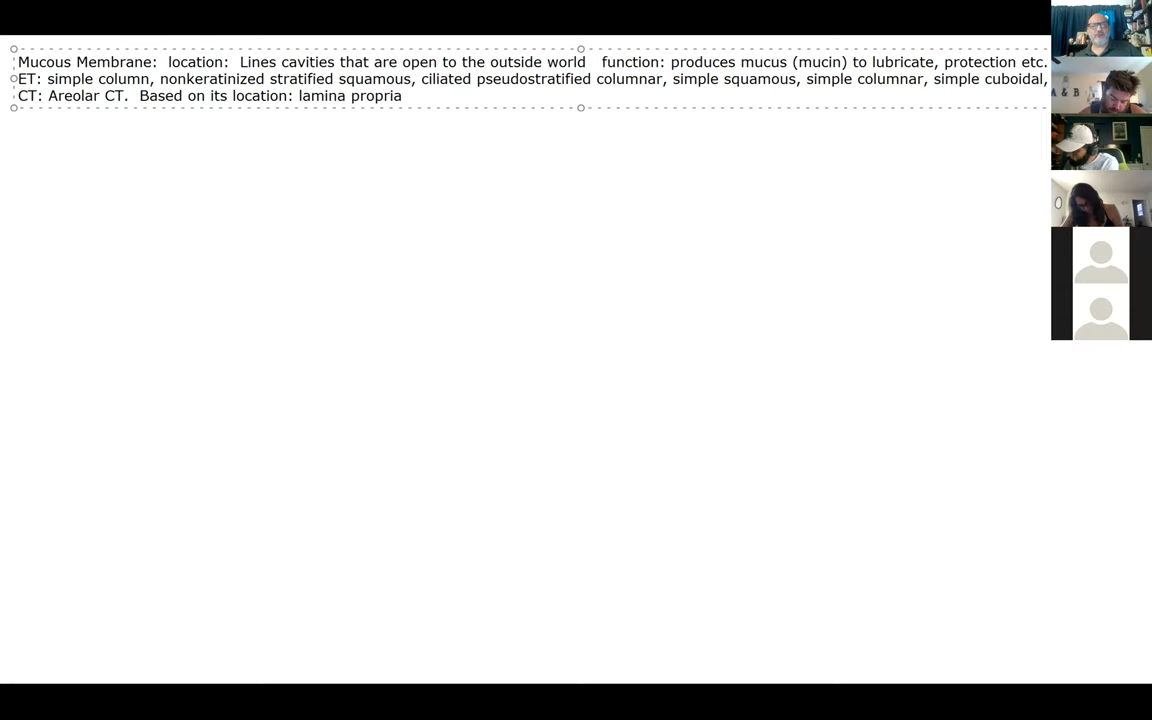 Mucous Membrane:  location:  Lines cavities that are open to the outside world   function: produces mucus (mucin) to lubricate, protection etc.
ET: simple column, nonkeratinized stratified squamous, ciliated pseudostratified columnar, simple squamous, simple columnar, simple cuboidal,
CT: Areolar CT.  Based on its location: lamina propria
A & B